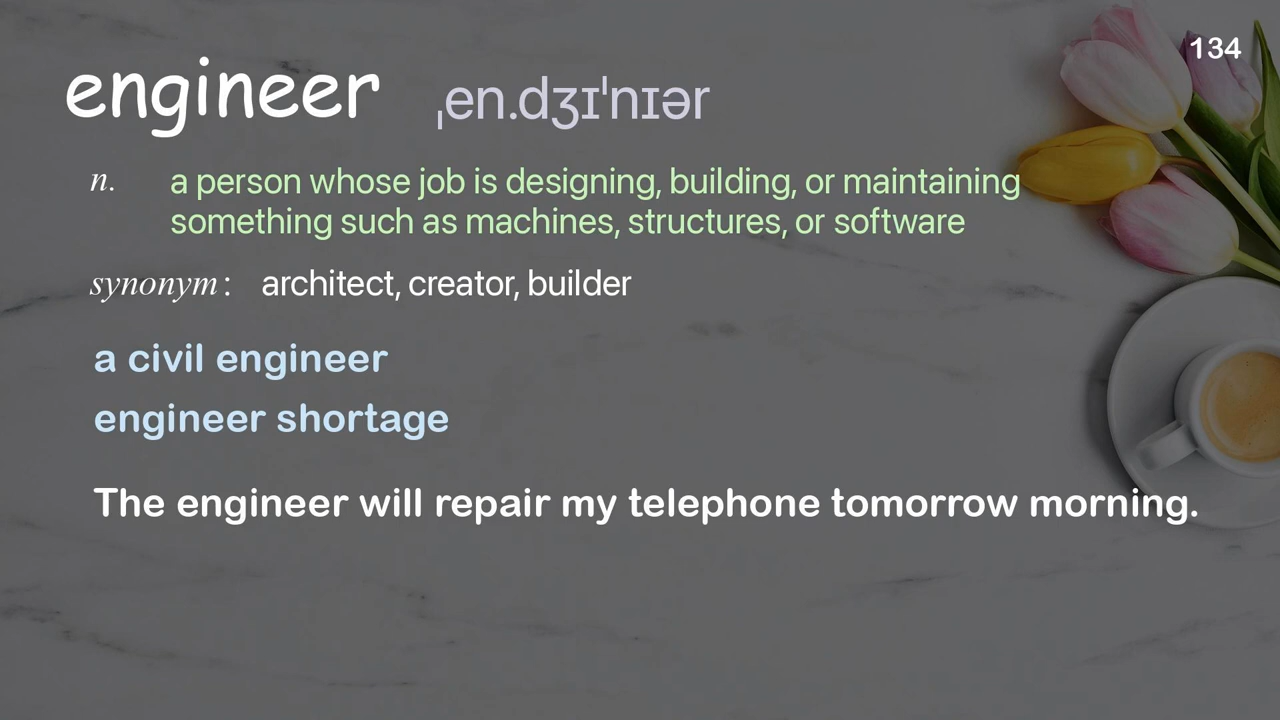 134
engineer ˌen.dʒɪˈnɪər
n. a person whose job is designing, building, or maintaining
something such as machines, structures, or software
synonym: architect, creator, builder
a civil engineer
engineer shortage
The engineer will repair my telephone tomorrow morning.